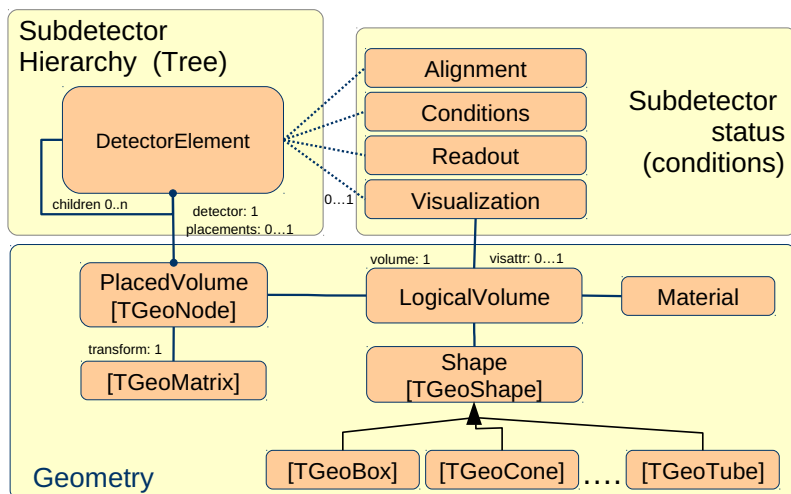 Subdetector
Hierarchy (Tree)
DetectorElement
children 0..n
detector: 1
placements: 0…1
Alignment
Conditions
Readout
Visualization
0…1
Subdetector
status
(conditions)
volume: 1
visattr: 0…1
PlacedVolume
[TGeoNode]
LogicalVolume
Material
transform: 1
[TGeoMatrix]
Shape
[TGeoShape]
[TGeoBox]
[TGeoCone]
....
[TGeoTube]
Geometry